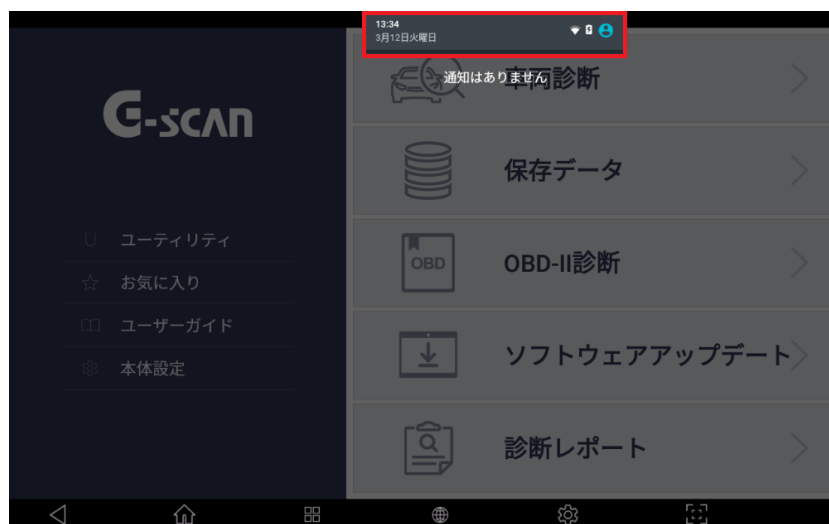 13:34
3月12日火曜日
通知はありません
G-scan
ユーティリティ
お気に入り
ユーザーガイド
本体設定
車両診断
保存データ
OBD
OBD-II診断
ソフトウェアアップデート
診断レポート